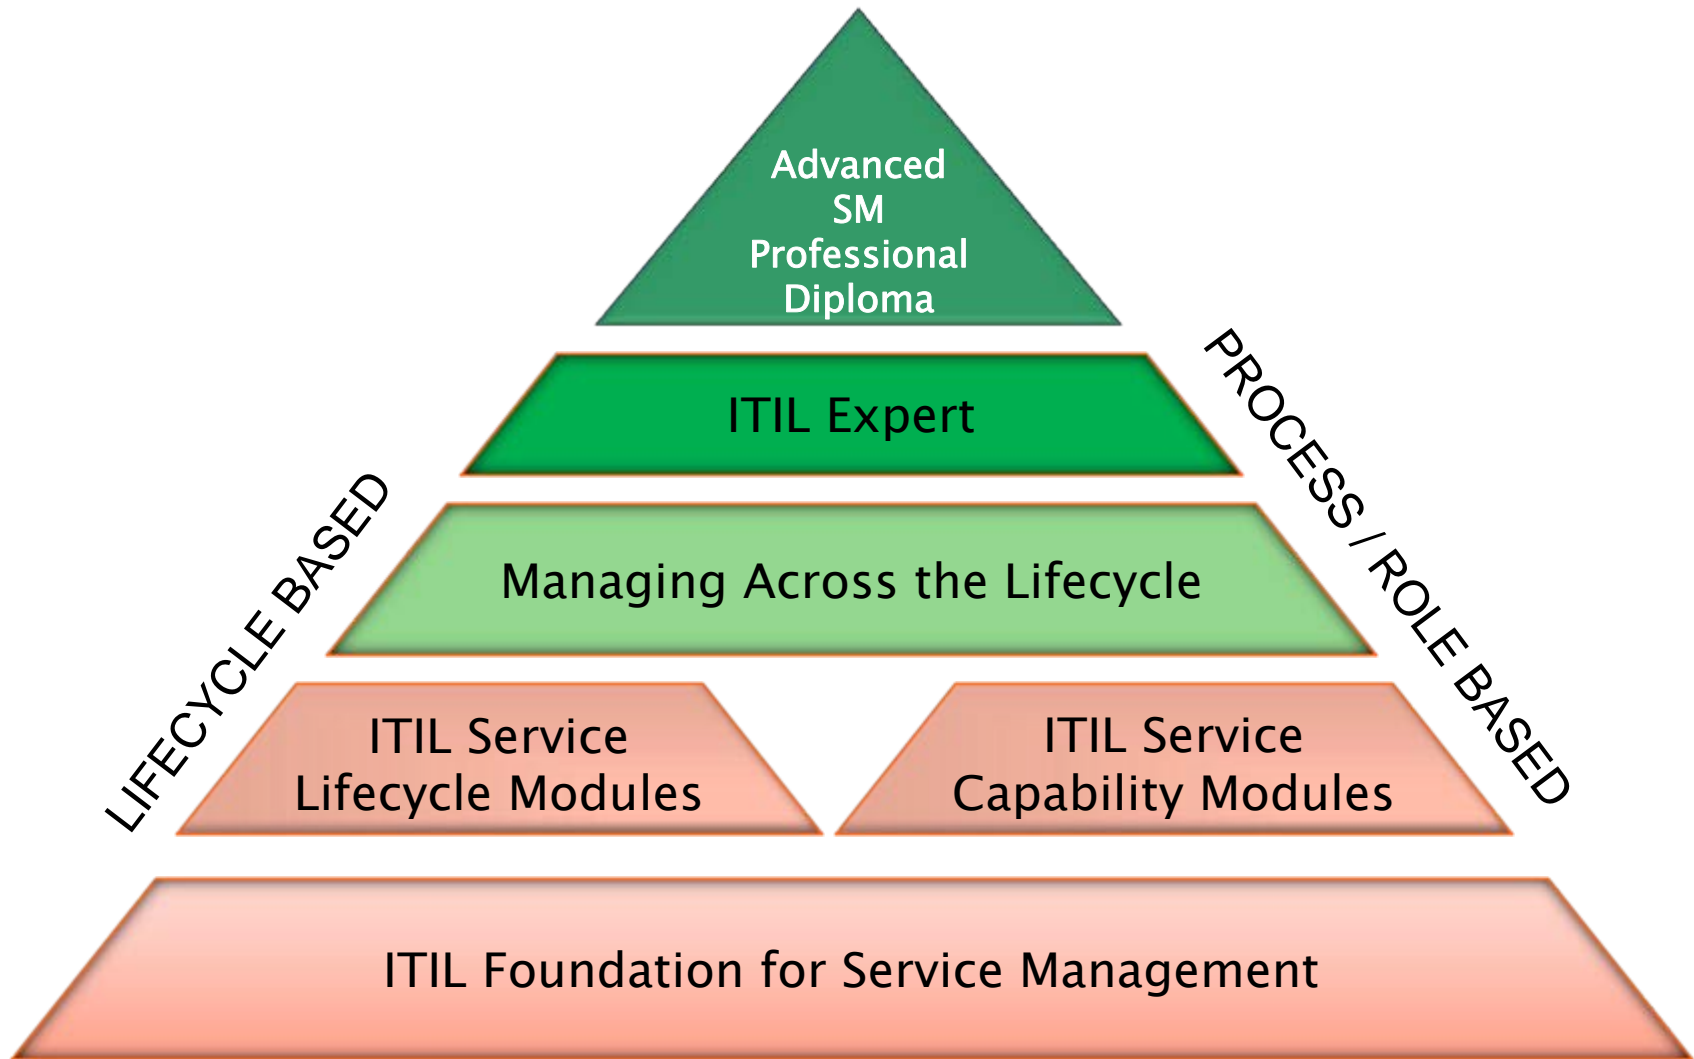 Advanced
SM
Professional
Diploma
ITIL Expert
Managing Across the Lifecycle
LIFECYCLE BASED
PROCESS / ROLE BASED
ITIL Service
Lifecycle Modules
ITIL Service
Capability Modules
ITIL Foundation for Service Management